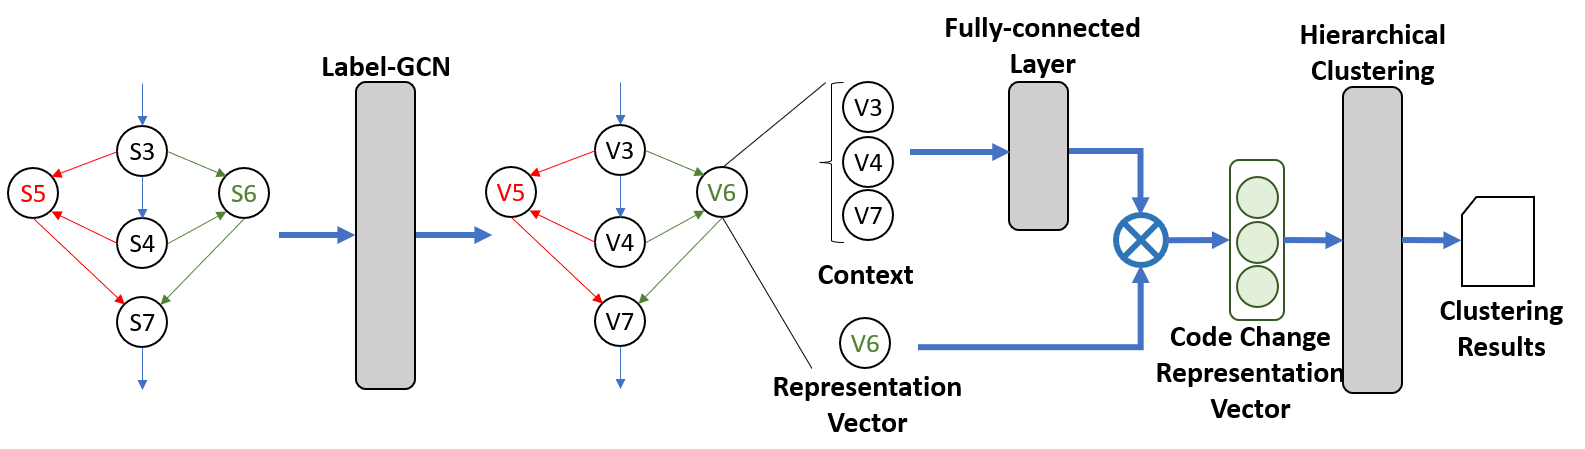 Label-GCN
S3
S5
S6
S4
S7
V3
V5
V6
V4
V7
V3
V4
V7
Context
V6
Representation
Vector
Fully-connected
Layer
Code Change
Representation
Vector
Hierarchical
Clustering
Clustering
Results